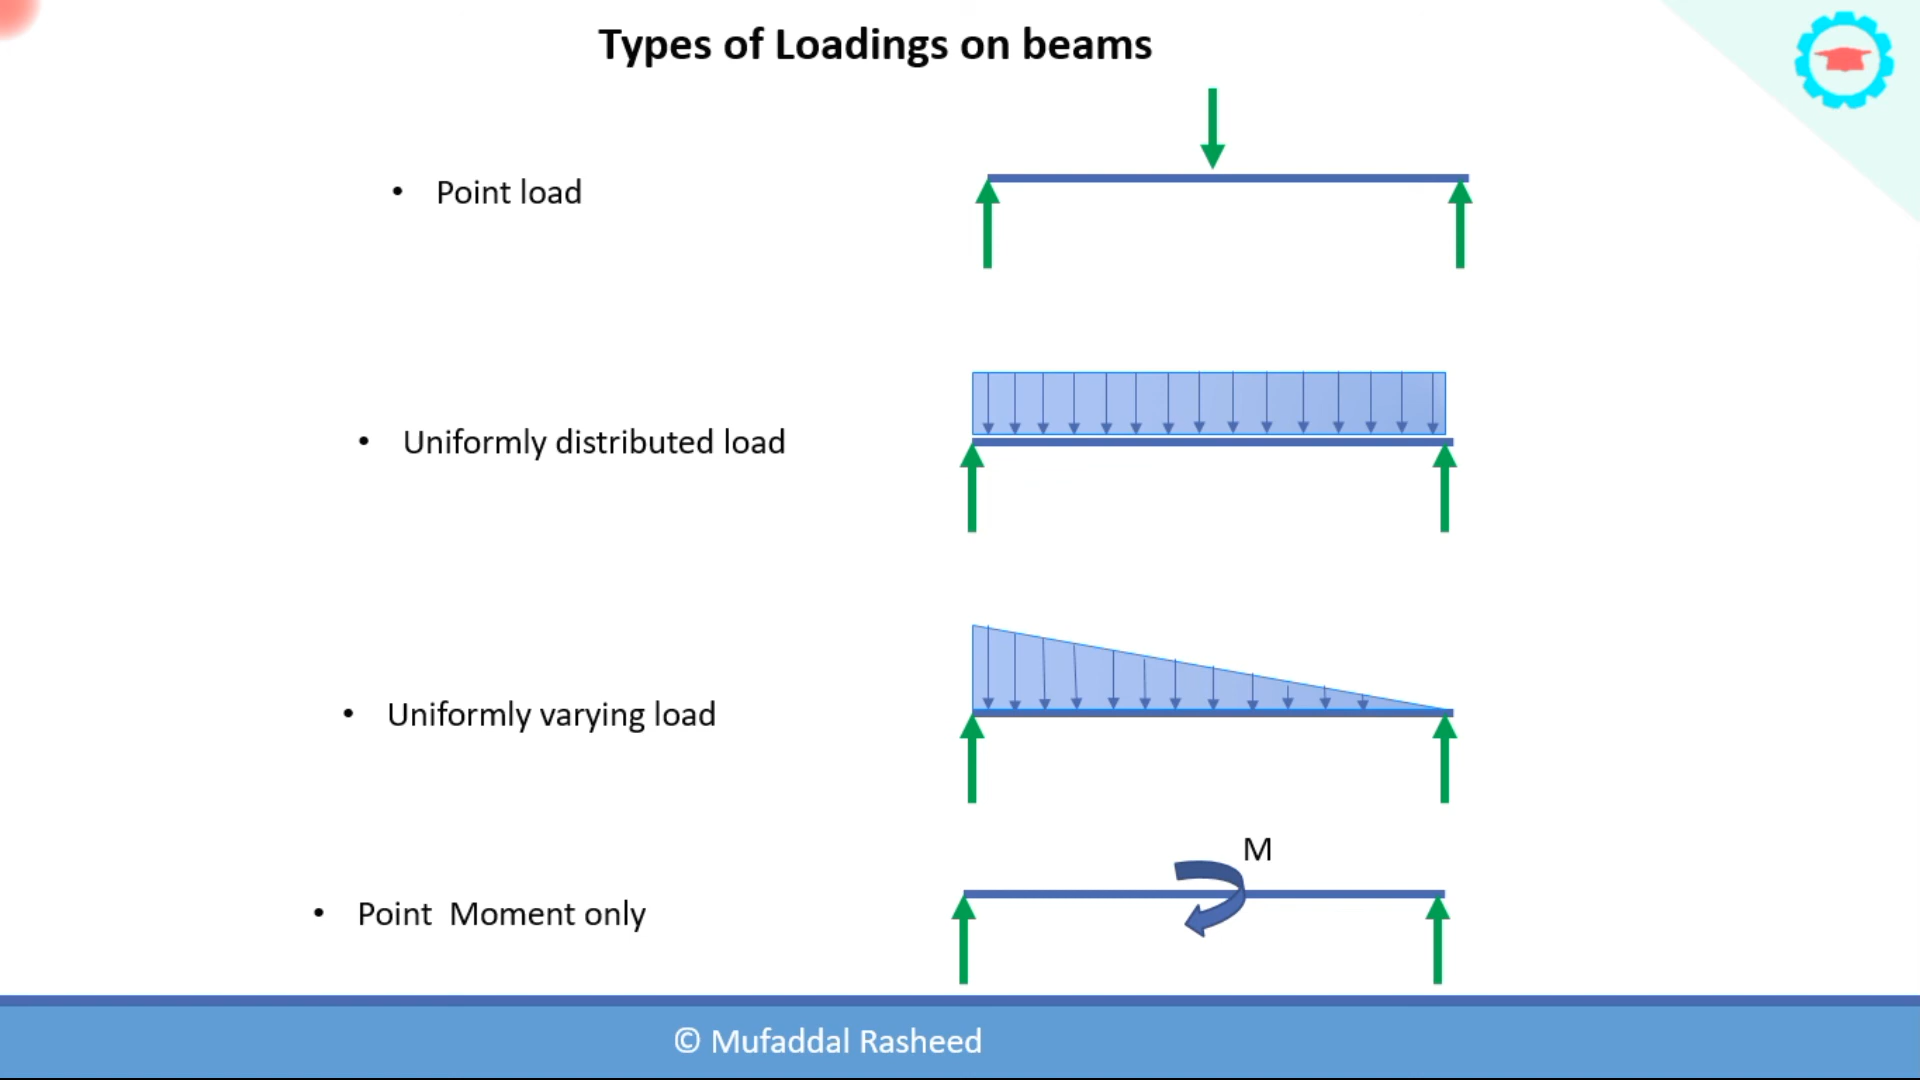 Types of Loadings on beams
• Point load
• Uniformly distributed load
• Uniformly varying load
M
• Point  Moment only
© Mufaddal Rasheed